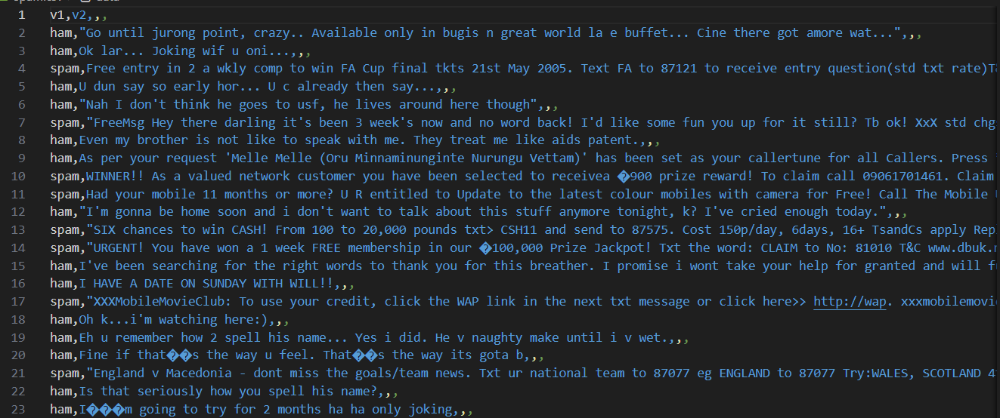 1 v1,v2,,,
2 ham,"Go until jurong point, crazy.. Available only in bugis n great world la e buffet... Cine there got amore wat...",,,
3 ham,Ok lar... Joking wif u oni...,,,
4 spam,Free entry in 2 a wkly comp to win FA Cup final tkts 21st May 2005. Text FA to 87121 to receive entry question(std txt rate)T&
5 ham,U dun say so early hor... U c already then say...,,,
6 ham,"Nah I don't think he goes to usf, he lives around here though",,,
7 spam,"FreeMsg Hey there darling it's been 3 week's now and no word back! I'd like some fun you up for it still? Tb ok! XxX std chg
8 ham,Even my brother is not like to speak with me. They treat me like aids patent.,,,
9 ham,As per your request 'Melle Melle (Oru Minnaminunginte Nurungu Vettam)' has been set as your callertune for all Callers. Press
10 spam,WINNER!! As a valued network customer you have been selected to receivea �900 prize reward! To claim call 09061701461. Claim
11 spam,Had your mobile 11 months or more? U R entitled to Update to the latest colour mobiles with camera for Free! Call The Mobile
12 ham,"I'm gonna be home soon and i don't want to talk about this stuff anymore tonight, k? I've cried enough today.",,,
13 spam,"SIX chances to win CASH! From 100 to 20,000 pounds txt> CSH11 and send to 87575. Cost 150p/day, 6days, 16+ TsandCs apply Rep
14 spam,"URGENT! You have won a 1 week FREE membership in our �100,000 Prize Jackpot! Txt the word: CLAIM to No: 81010 T&C www.dbuk.
15 ham,I've been searching for the right words to thank you for this breather. I promise i wont take your help for granted and will f
16 ham,I HAVE A DATE ON SUNDAY WITH WILL!!,,,
17 spam,"XXXMobileMovieClub: To use your credit, click the WAP link in the next txt message or click here>> http://wap. xxxmobilemovi
18 ham,Oh k...i'm watching here:),,,
19 ham,Eh u remember how 2 spell his name... Yes i did. He v naughty make until i v wet.,,,
20 ham,Fine if that��s the way u feel. That��s the way its gota b,,,
21 spam,"England v Macedonia - dont miss the goals/team news. Txt ur national team to 87077 eg ENGLAND to 87077 Try:WALES, SCOTLAND 4
22 ham,Is that seriously how you spell his name?,,,
23 ham,I���m going to try for 2 months ha ha only joking,,,